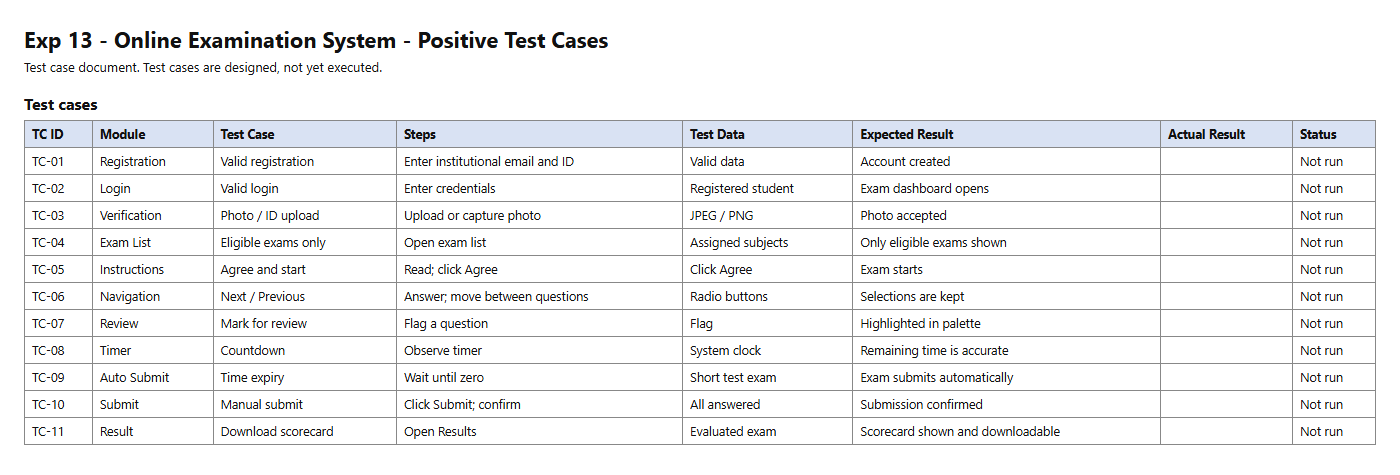 Exp 13 - Online Examination System - Positive Test Cases
Test case document. Test cases are designed, not yet executed.
Test cases
TC ID Module Test Case Steps Test Data Expected Result Actual Result Status
TC-01 Registration Valid registration Enter institutional email and ID Valid data Account created Not run
TC-02 Login Valid login Enter credentials Registered student Exam dashboard opens Not run
TC-03 Verification Photo / ID upload Upload or capture photo JPEG / PNG Photo accepted Not run
TC-04 Exam List Eligible exams only Open exam list Assigned subjects Only eligible exams shown Not run
TC-05 Instructions Agree and start Read; click Agree Click Agree Exam starts Not run
TC-06 Navigation Next / Previous Answer; move between questions Radio buttons Selections are kept Not run
TC-07 Review Mark for review Flag a question Flag Highlighted in palette Not run
TC-08 Timer Countdown Observe timer System clock Remaining time is accurate Not run
TC-09 Auto Submit Time expiry Wait until zero Short test exam Exam submits automatically Not run
TC-10 Submit Manual submit Click Submit; confirm All answered Submission confirmed Not run
TC-11 Result Download scorecard Open Results Evaluated exam Scorecard shown and downloadable Not run